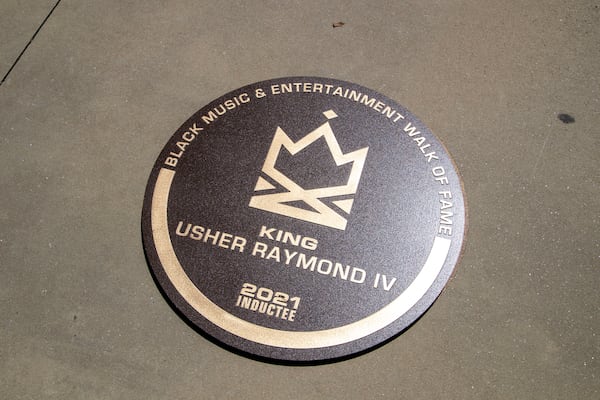 BLACK MUSIC & ENTERTAINMENT WALK OF FAME
KING
USHER RAYMOND IV
2021
INDUCTEE